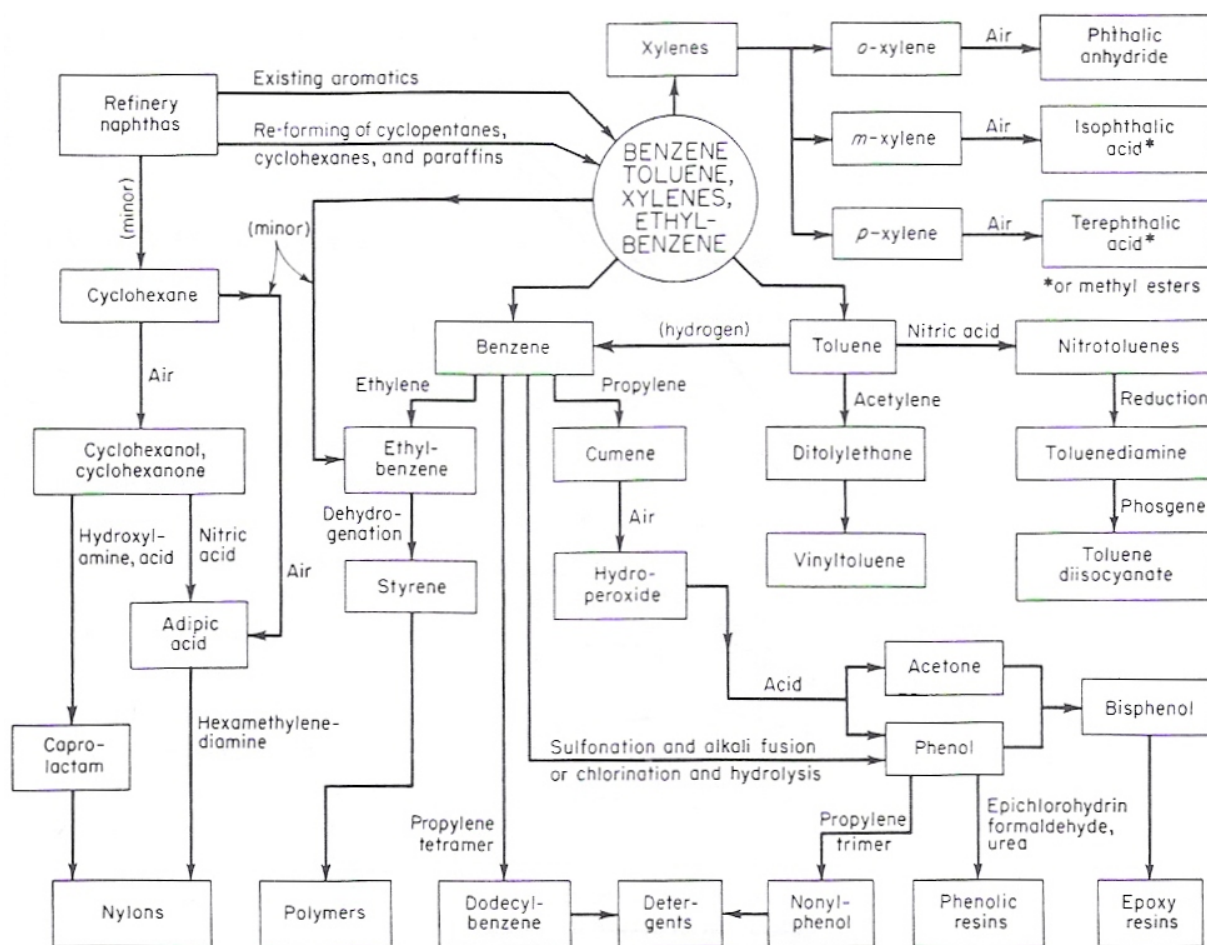 Xylenes
o-xylene
Air
Phthalic
anhydride
Existing aromatics
Refinery
naphthas
Re-forming of cyclopentanes,
cyclohexanes, and paraffins
m-xylene
Air
Isophthalic
acid*
BENZENE
TOLUENE,
XYLENES,
ETHYL-
BENZENE
(minor)
(minor)
p-xylene
Air
Terephthalic
acid*
*or methyl esters
Cyclohexane
Benzene
(hydrogen)
Toluene
Nitric acid
Nitrotoluenes
Air
Ethylene
Propylene
Acetylene
Reduction
Cyclohexanol,
cyclohexanone
Ethyl-
benzene
Cumene
Ditolylethane
Toluenediamine
Hydroxyl-
amine, acid
Nitric
acid
Air
Dehydro-
genation
Air
Phosgene
Styrene
Hydro-
peroxide
Vinyltoluene
Toluene
diisocyanate
Adipic
acid
Acid
Acetone
Bisphenol
Capro-
lactam
Hexamethylene-
diamine
Sulfonation and alkali fusion
or chlorination and hydrolysis
Phenol
Propylene
tetramer
Propylene
trimer
Epichlorohydrin
formaldehyde,
urea
Nylons
Polymers
Dodecyl-
benzene
Deter-
gents
Nonyl-
phenol
Phenolic
resins
Epoxy
resins